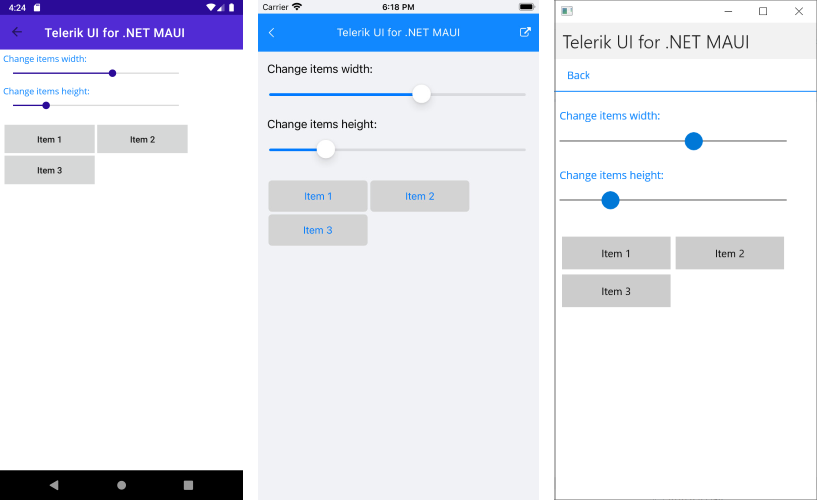 4:24
Telerik UI for .NET MAUI
Change items width:
Change items height:
Item 1
Item 2
Item 3
Carrier
6:18 PM
Telerik UI for .NET MAUI
Change items width:
Change items height:
Item 1
Item 2
Item 3
Telerik UI for .NET MAUI
Back
Change items width:
Change items height:
Item 1
Item 2
Item 3